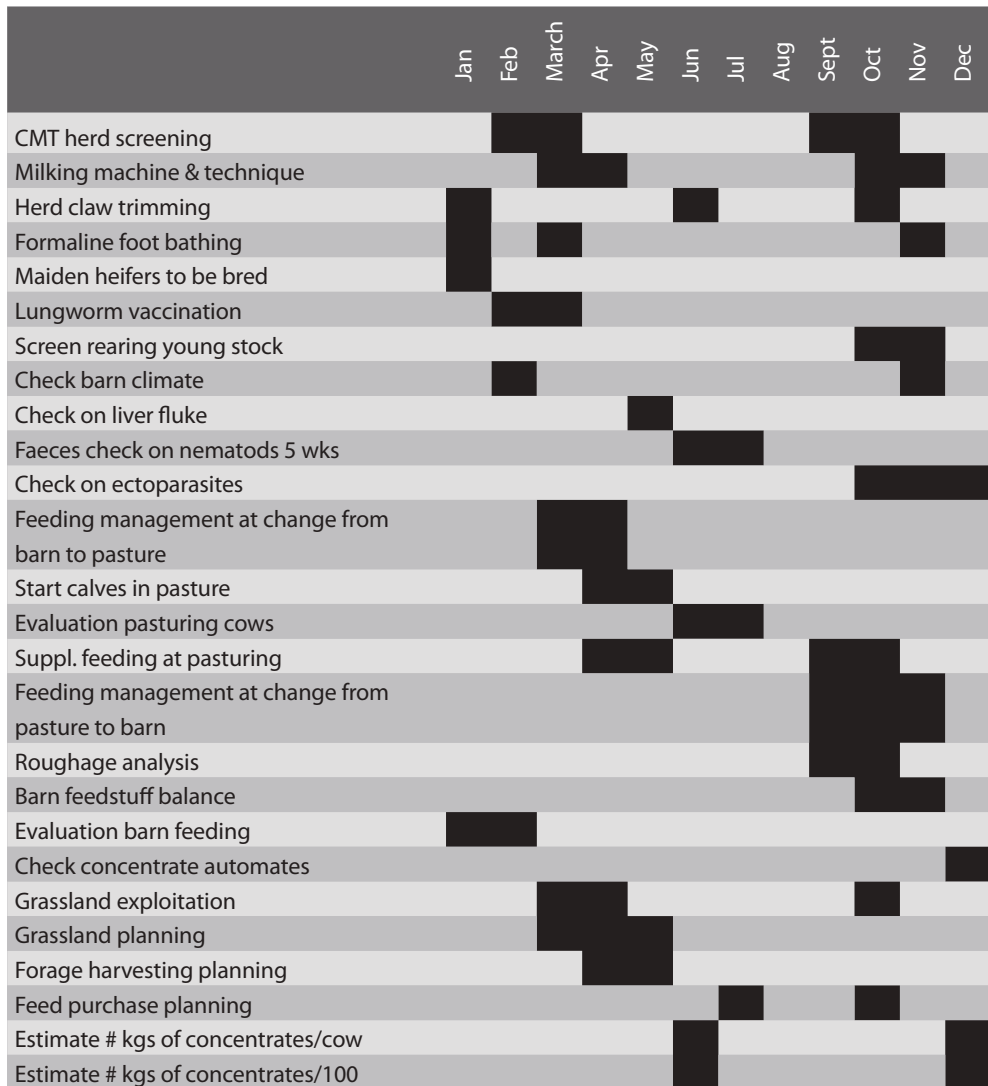 Jan
Feb
March
Apr
May
Jun
Jul
Aug
Sept
Oct
Nov
Dec
CMT herd screening
Milking machine & technique
Herd claw trimming
Formaline foot bathing
Maiden heifers to be bred
Lungworm vaccination
Screen rearing young stock
Check barn climate
Check on liver fluke
Faeces check on nematods 5 wks
Check on ectoparasites
Feeding management at change from
barn to pasture
Start calves in pasture
Evaluation pasturing cows
Suppl. feeding at pasturing
Feeding management at change from
pasture to barn
Roughage analysis
Barn feedstuff balance
Evaluation barn feeding
Check concentrate automates
Grassland exploitation
Grassland planning
Forage harvesting planning
Feed purchase planning
Estimate # kgs of concentrates/cow
Estimate # kgs of concentrates/100